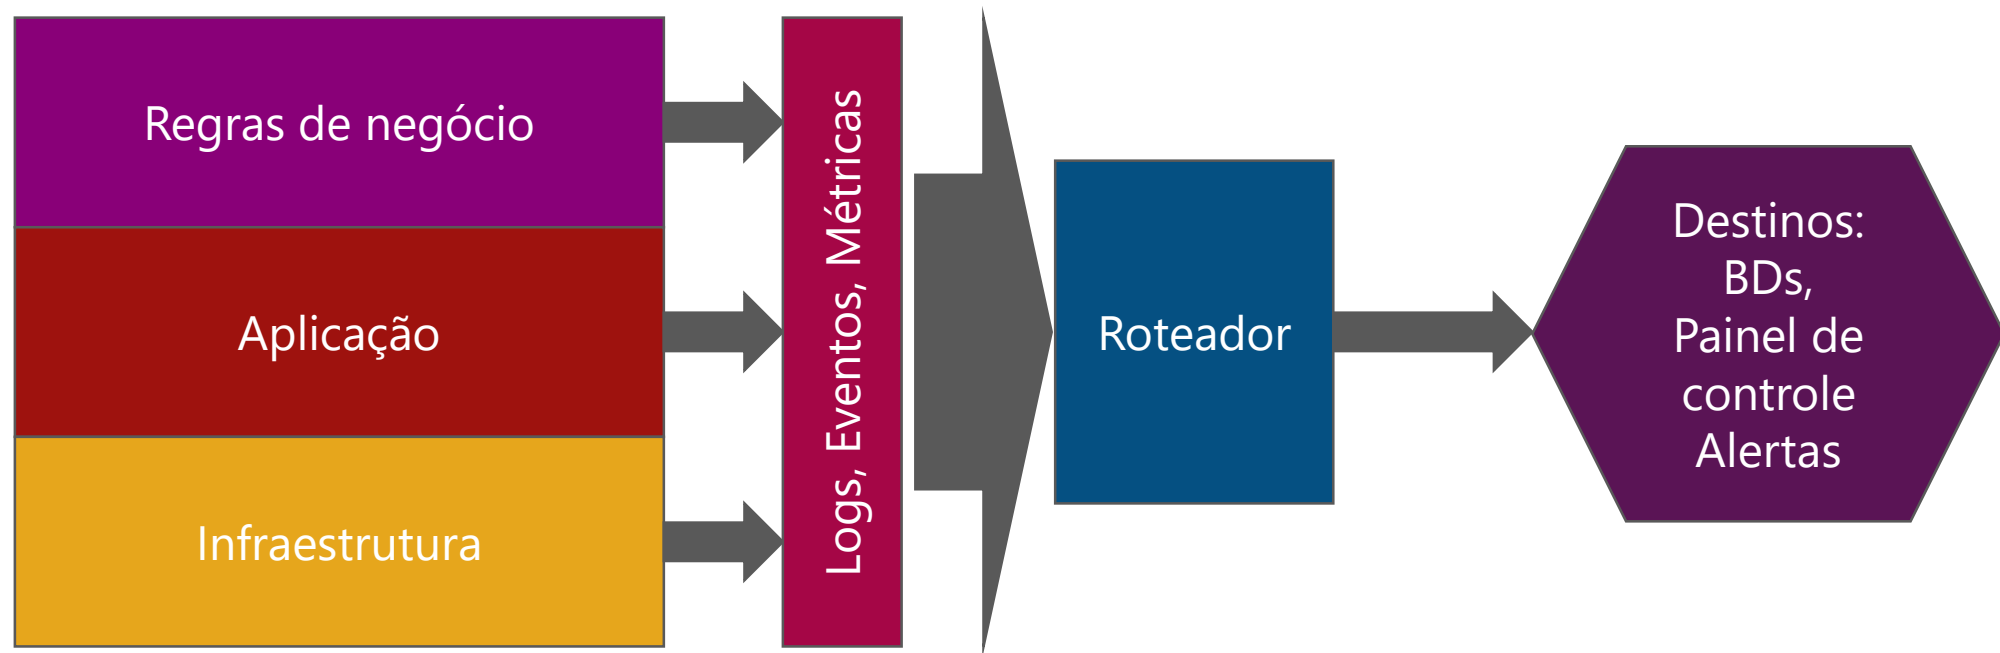 Regras de negócio
Aplicação
Infraestrutura
Logs, Eventos, Métricas
Roteador
Destinos:
BDs,
Painel de
controle
Alertas